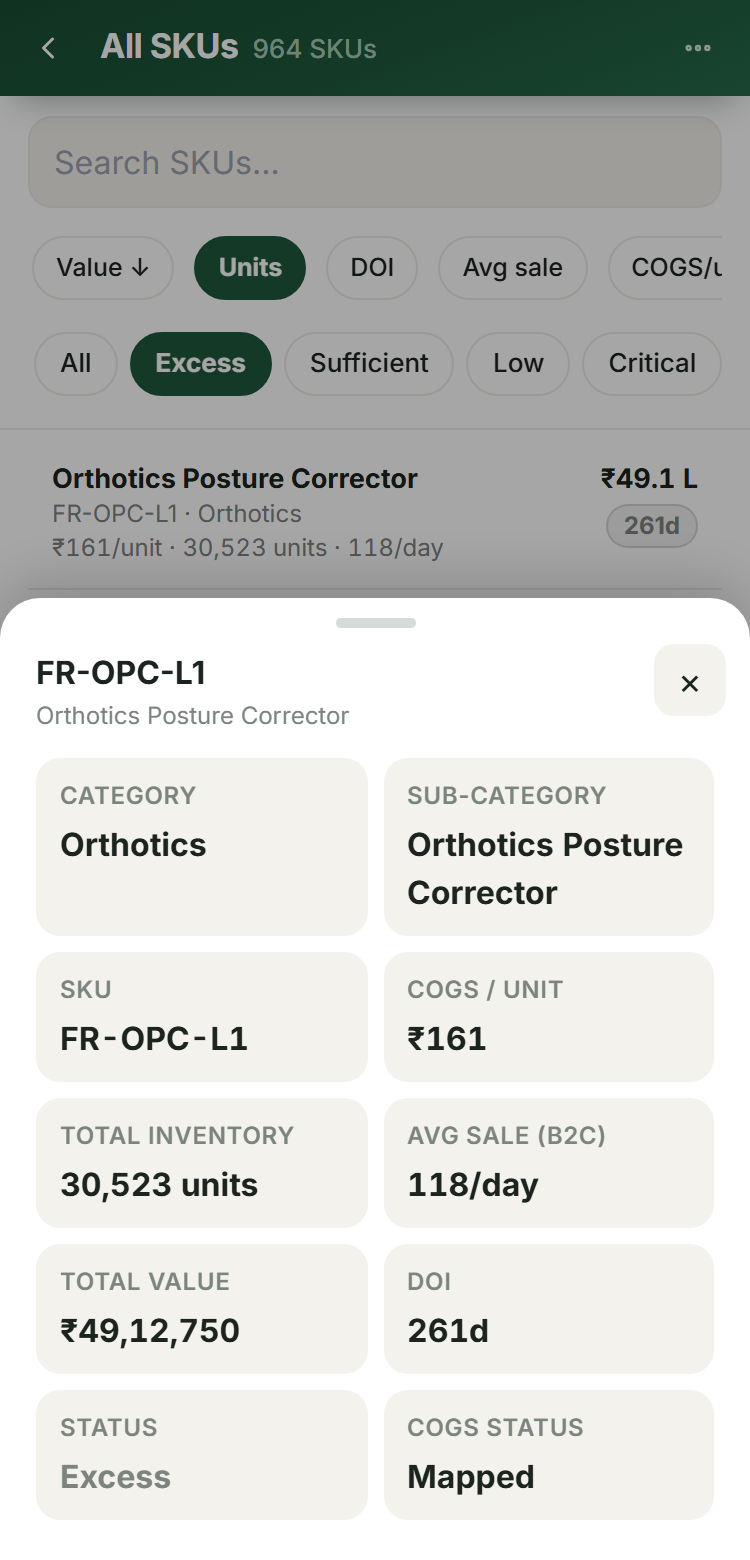 All SKUs 964 SKUs
Search SKUs...
Value ↓ Units DOI Avg sale COGS/u
All Excess Sufficient Low Critical
Orthotics Posture Corrector ₹49.1 L
FR-OPC-L1 · Orthotics 261d
₹161/unit · 30,523 units · 118/day
FR-OPC-L1
Orthotics Posture Corrector
CATEGORY
Orthotics
SUB-CATEGORY
Orthotics Posture
Corrector
SKU
FR-OPC-L1
COGS / UNIT
₹161
TOTAL INVENTORY
30,523 units
AVG SALE (B2C)
118/day
TOTAL VALUE
₹49,12,750
DOI
261d
STATUS
Excess
COGS STATUS
Mapped